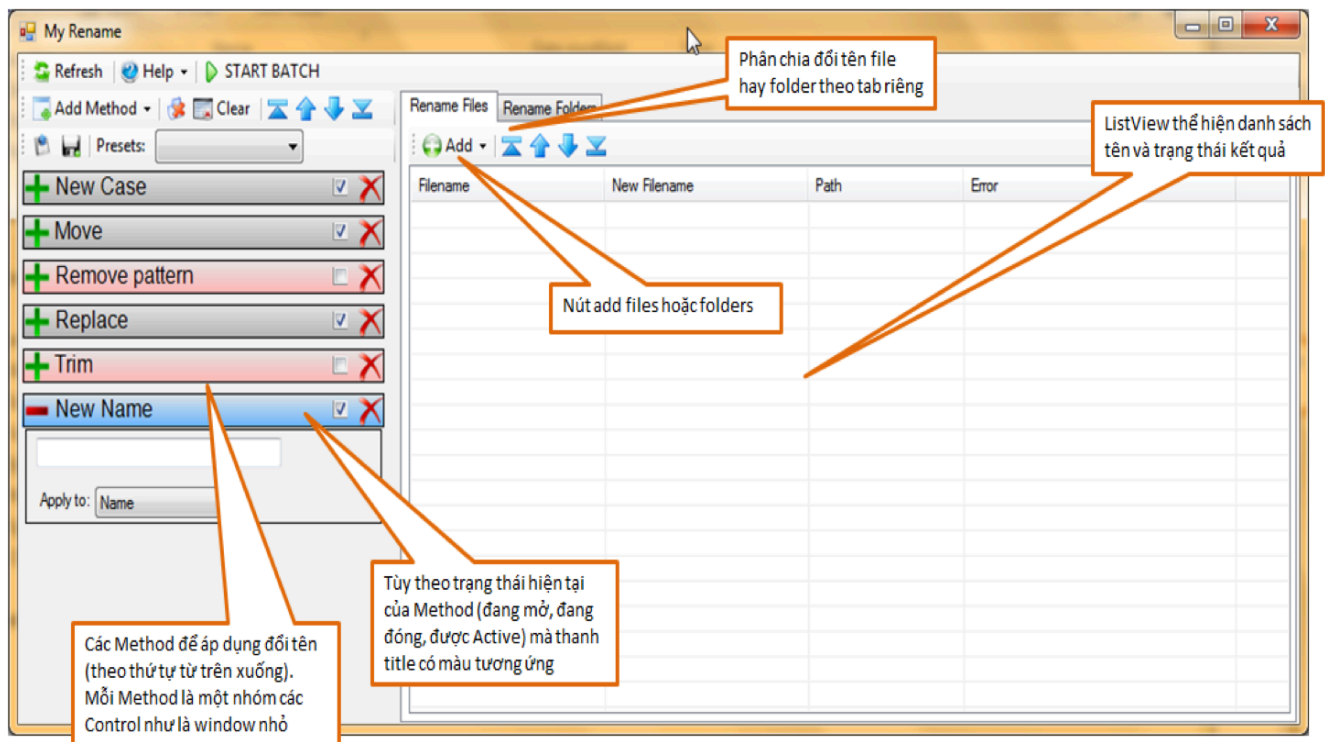 My Rename
Refresh Help START BATCH
Add Method Clear
Presets:
New Case
Move
Remove pattern
Replace
Trim
New Name
Apply to: Name
Rename Files Rename Folders
Add
Filename New Filename Path Error
Phân chia đổi tên file
hay folder theo tab riêng
ListView thể hiện danh sách
tên và trạng thái kết quả
Nút add files hoặc folders
Tùy theo trạng thái hiện tại
của Method (đang mở, đang
đóng, được Active) mà thanh
title có màu tương ứng
Các Method để áp dụng đổi tên
(theo thứ tự từ trên xuống).
Mỗi Method là một nhóm các
Control như là window nhỏ